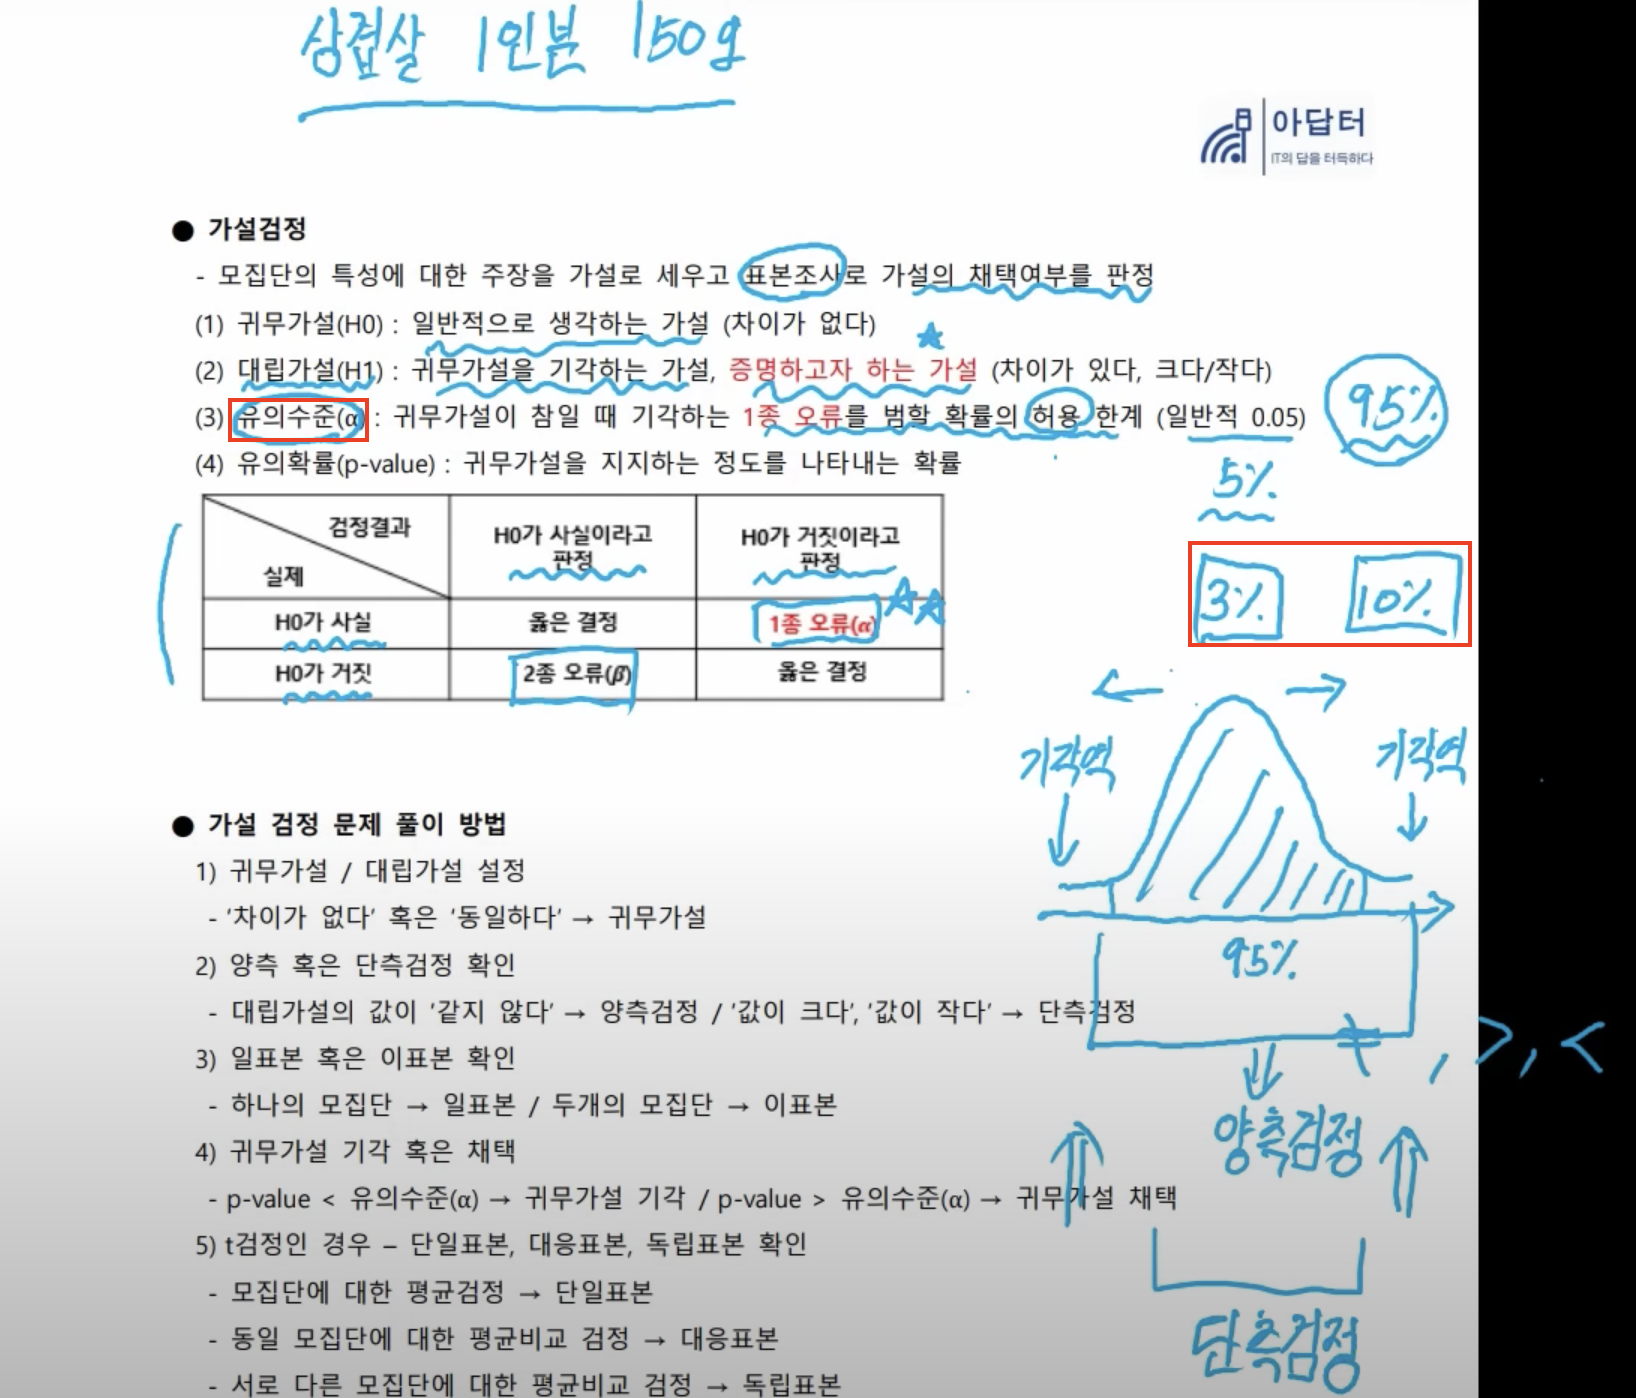 삼겹살 1인분 150g
아답터
IT의 답을 터득하다
● 가설검정
- 모집단의 특성에 대한 주장을 가설로 세우고 표본조사로 가설의 채택여부를 판정
(1) 귀무가설(H0) : 일반적으로 생각하는 가설 (차이가 없다)
(2) 대립가설(H1) : 귀무가설을 기각하는 가설, 증명하고자 하는 가설 (차이가 있다, 크다/작다)
(3) 유의수준(α) : 귀무가설이 참일 때 기각하는 1종 오류를 범할 확률의 허용 한계 (일반적 0.05)
95%
(4) 유의확률(p-value) : 귀무가설을 지지하는 정도를 나타내는 확률
5%
검정결과
실제
H0가 사실이라고
판정
H0가 거짓이라고
판정
3% 10%
H0가 사실 옳은 결정 1종 오류(α)
H0가 거짓 2종 오류(β) 옳은 결정
기각역 기각역
● 가설 검정 문제 풀이 방법
1) 귀무가설 / 대립가설 설정
- '차이가 없다' 혹은 '동일하다' → 귀무가설
95%
2) 양측 혹은 단측검정 확인
- 대립가설의 값이 '같지 않다' → 양측검정 / '값이 크다', '값이 작다' → 단측검정
≠, >, <
3) 일표본 혹은 이표본 확인
- 하나의 모집단 → 일표본 / 두개의 모집단 → 이표본
양측검정
4) 귀무가설 기각 혹은 채택
- p-value < 유의수준(α) → 귀무가설 기각 / p-value > 유의수준(α) → 귀무가설 채택
5) t검정인 경우 – 단일표본, 대응표본, 독립표본 확인
- 모집단에 대한 평균검정 → 단일표본
- 동일 모집단에 대한 평균비교 검정 → 대응표본
단측검정
- 서로 다른 모집단에 대한 평균비교 검정 → 독립표본